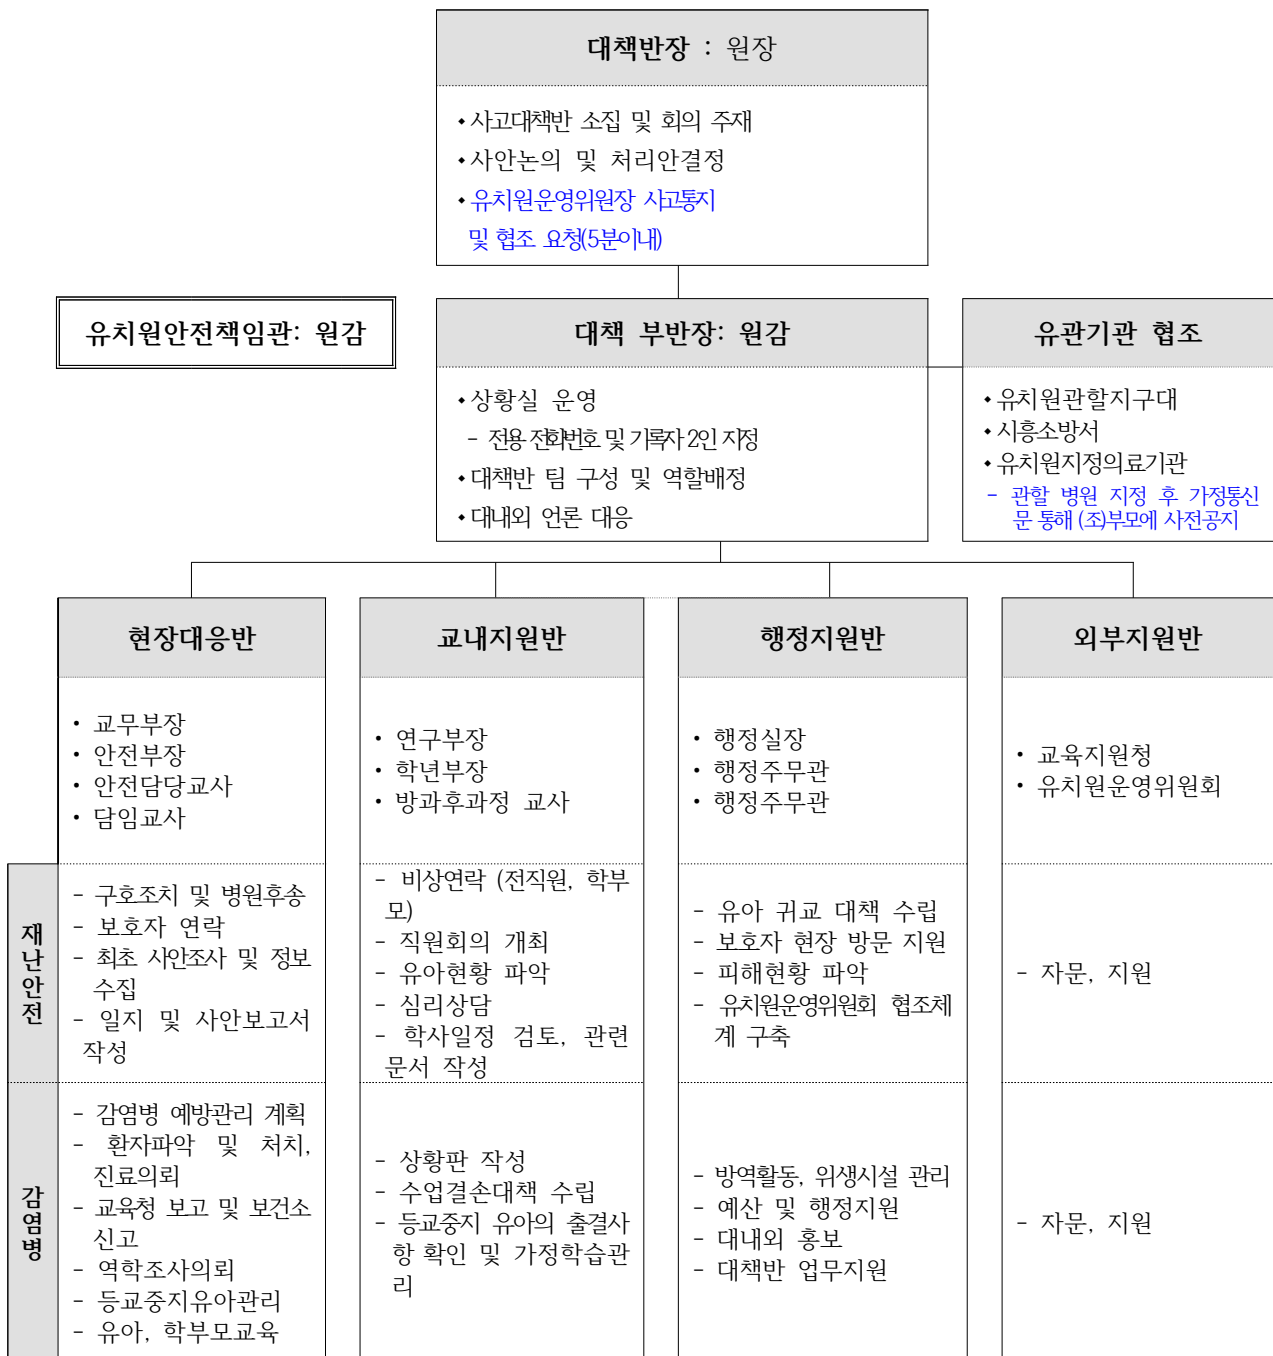 대책반장 : 원장
◆사고대책반 소집 및 회의 주재
◆사안논의 및 처리안결정
◆유치원운영위원장 사고통지
및 협조 요청(5분이내)
유치원안전책임관: 원감
대책 부반장: 원감
◆상황실 운영
- 전용 전화번호 및 기록자 2인 지정
◆대책반 팀 구성 및 역할배정
◆대내외 언론 대응
유관기관 협조
◆유치원관할지구대
◆시흥소방서
◆유치원지정의료기관
- 관할 병원 지정 후 가정통신
문 통해 (조)부모에 사전공지
현장대응반
교내지원반
행정지원반
외부지원반
• 교무부장
• 안전부장
• 안전담당교사
• 담임교사
• 연구부장
• 학년부장
• 방과후과정 교사
• 행정실장
• 행정주무관
• 행정주무관
• 교육지원청
• 유치원운영위원회
재난안전
- 구호조치 및 병원후송
- 보호자 연락
- 최초 사안조사 및 정보
수집
- 일지 및 사안보고서
작성
- 비상연락 (전직원, 학부
모)
- 직원회의 개최
- 유아현황 파악
- 심리상담
- 학사일정 검토, 관련
문서 작성
- 유아 귀교 대책 수립
- 보호자 현장 방문 지원
- 피해현황 파악
- 유치원운영위원회 협조체
계 구축
- 자문, 지원
감염병
- 감염병 예방관리 계획
- 환자파악 및 처치,
진료의뢰
- 교육청 보고 및 보건소
신고
- 역학조사의뢰
- 등교중지유아관리
- 유아, 학부모교육
- 상황판 작성
- 수업결손대책 수립
- 등교중지 유아의 출결사
항 확인 및 가정학습관
리
- 방역활동, 위생시설 관리
- 예산 및 행정지원
- 대내외 홍보
- 대책반 업무지원
- 자문, 지원